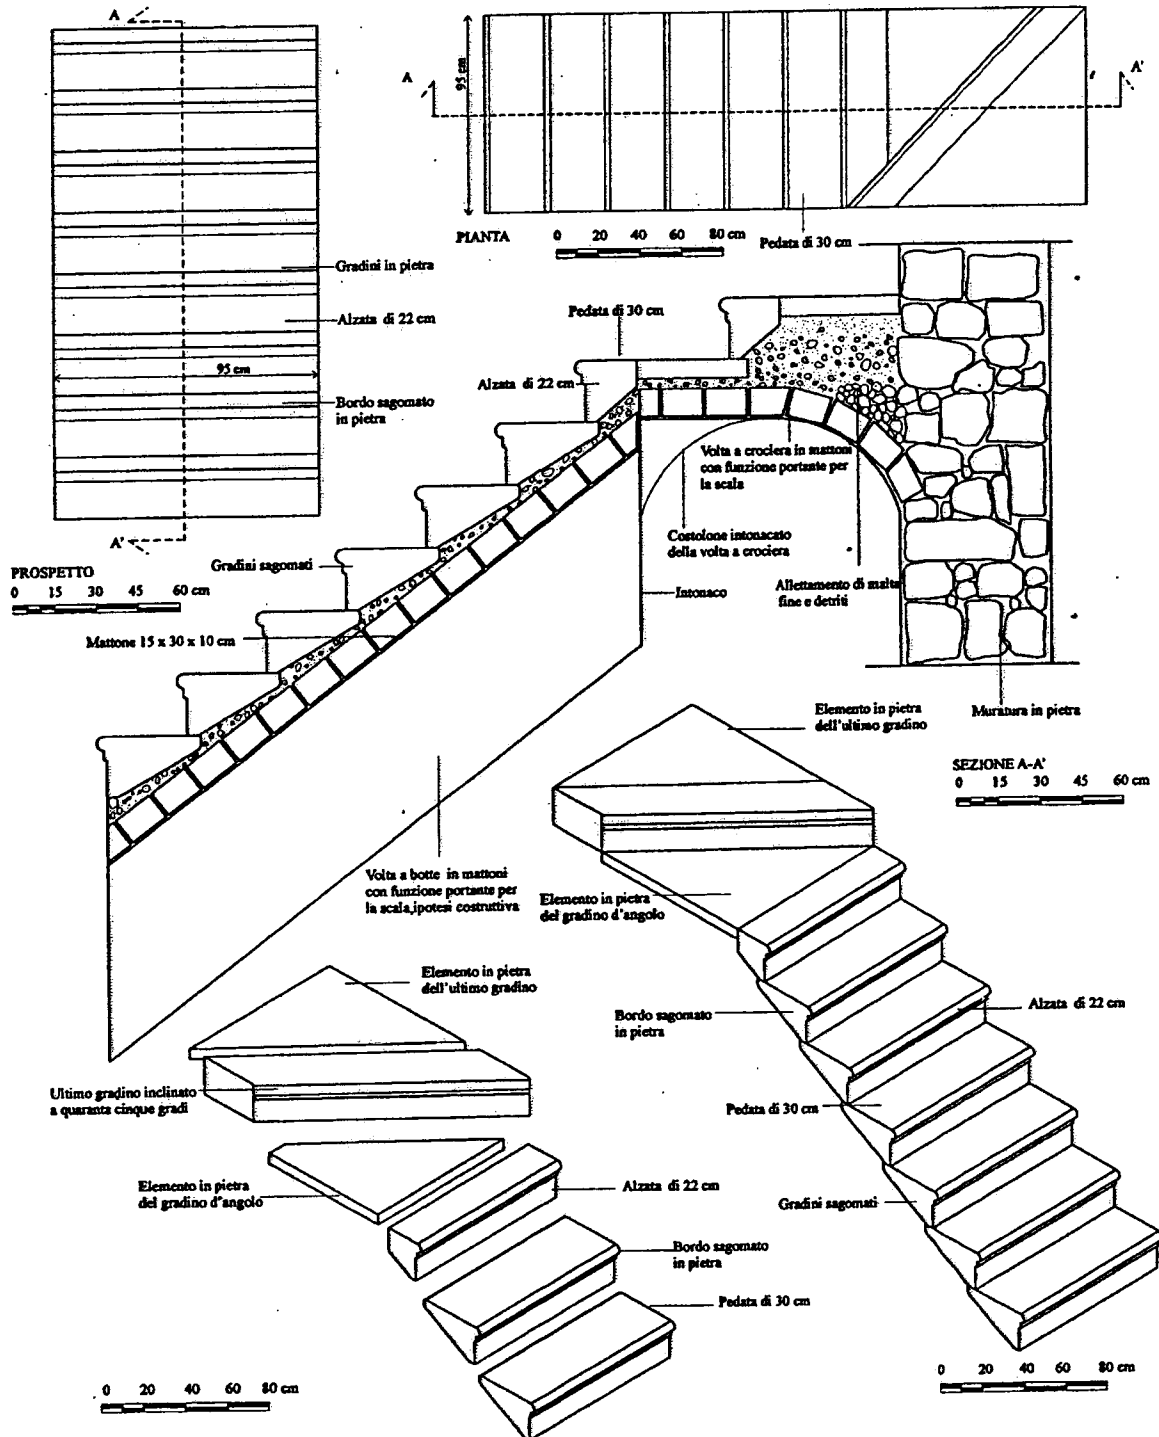 A
A'
95 cm
Gradini in pietra
Alzata di 22 cm
Bordo sagomato
in pietra
PROSPETTO
0 15 30 45 60 cm
A
A'
95 cm
PIANTA
0 20 40 60 80 cm
Pedata di 30 cm
Pedata di 30 cm
Alzata di 22 cm
Volta a crociera in mattoni
con funzione portante per
la scala
Costolone intonacato
della volta a crociera
Gradini sagomati
Intonaco
Allettamento di malta
fine e detriti
Mattone 15 x 30 x 10 cm
Muratura in pietra
SEZIONE A-A'
0 15 30 45 60 cm
Volta a botte in mattoni
con funzione portante per
la scala,ipotesi costruttiva
Elemento in pietra
dell'ultimo gradino
Elemento in pietra
del gradino d'angolo
Bordo sagomato
in pietra
Alzata di 22 cm
Pedata di 30 cm
Gradini sagomati
0 20 40 60 80 cm
Elemento in pietra
dell'ultimo gradino
Ultimo gradino inclinato
a quaranta cinque gradi
Elemento in pietra
del gradino d'angolo
Alzata di 22 cm
Bordo sagomato
in pietra
Pedata di 30 cm
0 20 40 60 80 cm